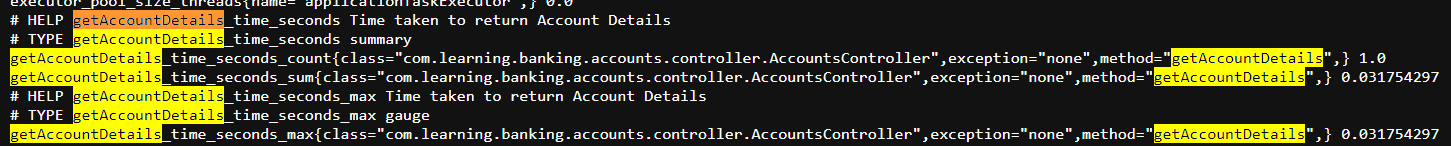 executor_pool_size_threads{name="applicationTaskExecutor",} 0.0
# HELP getAccountDetails_time_seconds Time taken to return Account Details
# TYPE getAccountDetails_time_seconds summary
getAccountDetails_time_seconds_count{class="com.learning.banking.accounts.controller.AccountsController",exception="none",method="getAccountDetails",} 1.0
getAccountDetails_time_seconds_sum{class="com.learning.banking.accounts.controller.AccountsController",exception="none",method="getAccountDetails",} 0.031754297
# HELP getAccountDetails_time_seconds_max Time taken to return Account Details
# TYPE getAccountDetails_time_seconds_max gauge
getAccountDetails_time_seconds_max{class="com.learning.banking.accounts.controller.AccountsController",exception="none",method="getAccountDetails",} 0.031754297